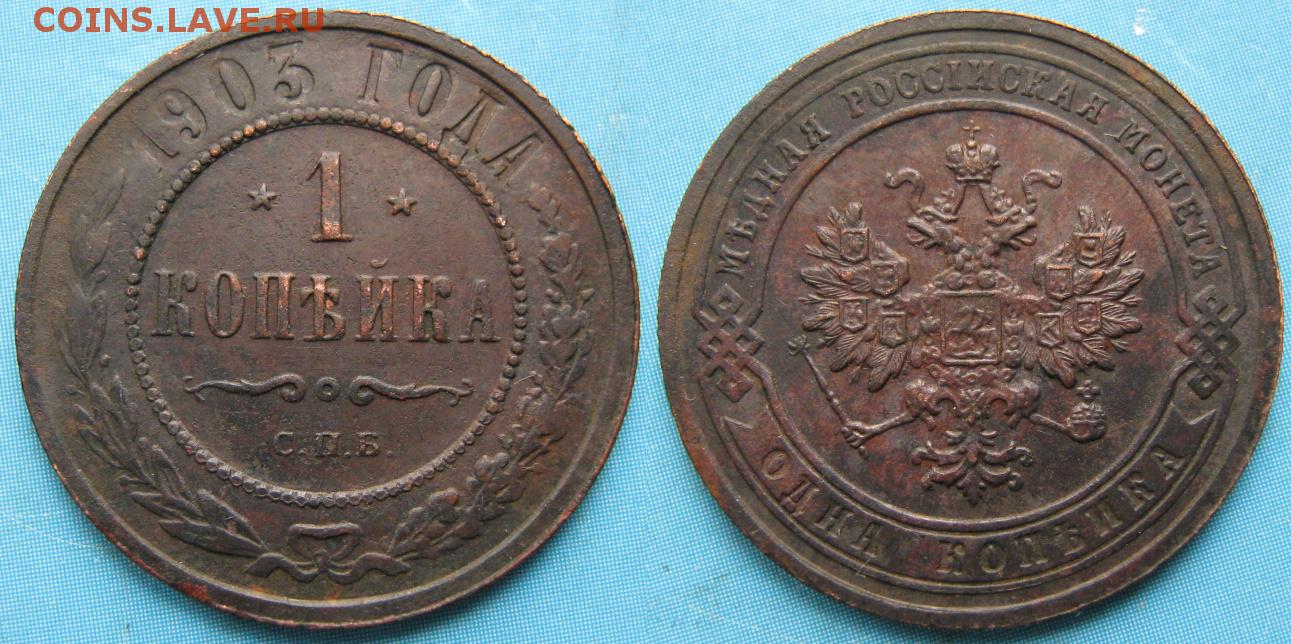 COINS.LAVE.RU
1903 ГОДА
1
КОПѢЙКА
С.П.Б.
МѢДНАЯ РОССІЙСКАЯ МОНЕТА
ОДНА КОПѢЙКА